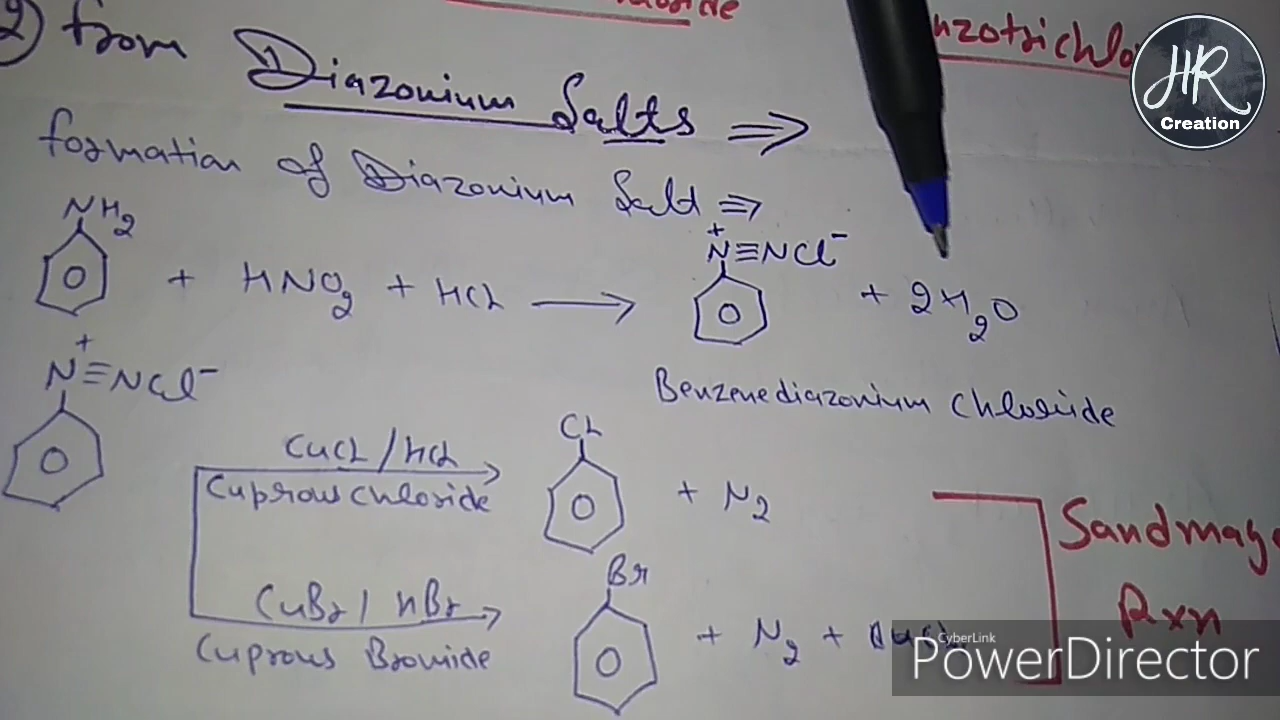 2) from Diazonium Salts ⇒
HR
Creation
formation of Diazonium Salt ⇒
NH2
+ HNO2 + HCl ⟶
N+≡NCl- + 2H2O
N+≡NCl-
Benzenediazonium Chloride
CuCl / HCl
Cuprous Chloride
Cl
+ N2
CuBr / HBr
Cuprous Bromide
Br
+ N2 +
Rxn
CyberLink
PowerDirector